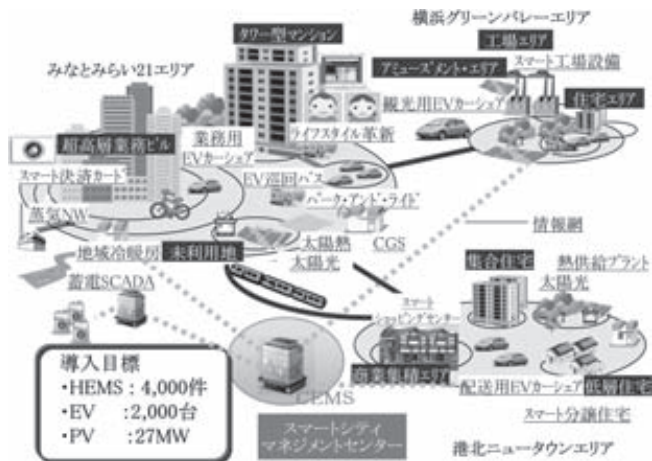 横浜グリーンバレーエリア
タワー型マンション
工場エリア
スマート工場設備
みなとみらい21エリア
アミューズメント・エリア
観光用EVカーシェア
住宅エリア
超高層業務ビル
業務用
EVカーシェア
ライフスタイル革新
スマート決済カード
EV巡回バス
パーク・アンド・ライド
蒸気NW
情報網
地域冷暖房
未利用地
太陽熱
太陽光
CGS
集合住宅
熱供給プラント
太陽光
蓄電SCADA
スマート
ショッピングセンター
導入目標
・HEMS：4,000件
・EV　：2,000台
・PV　：27MW
CEMS
商業集積エリア
配送用EVカーシェア
低層住宅
スマートシティ
マネジメントセンター
スマート分譲住宅
港北ニュータウンエリア